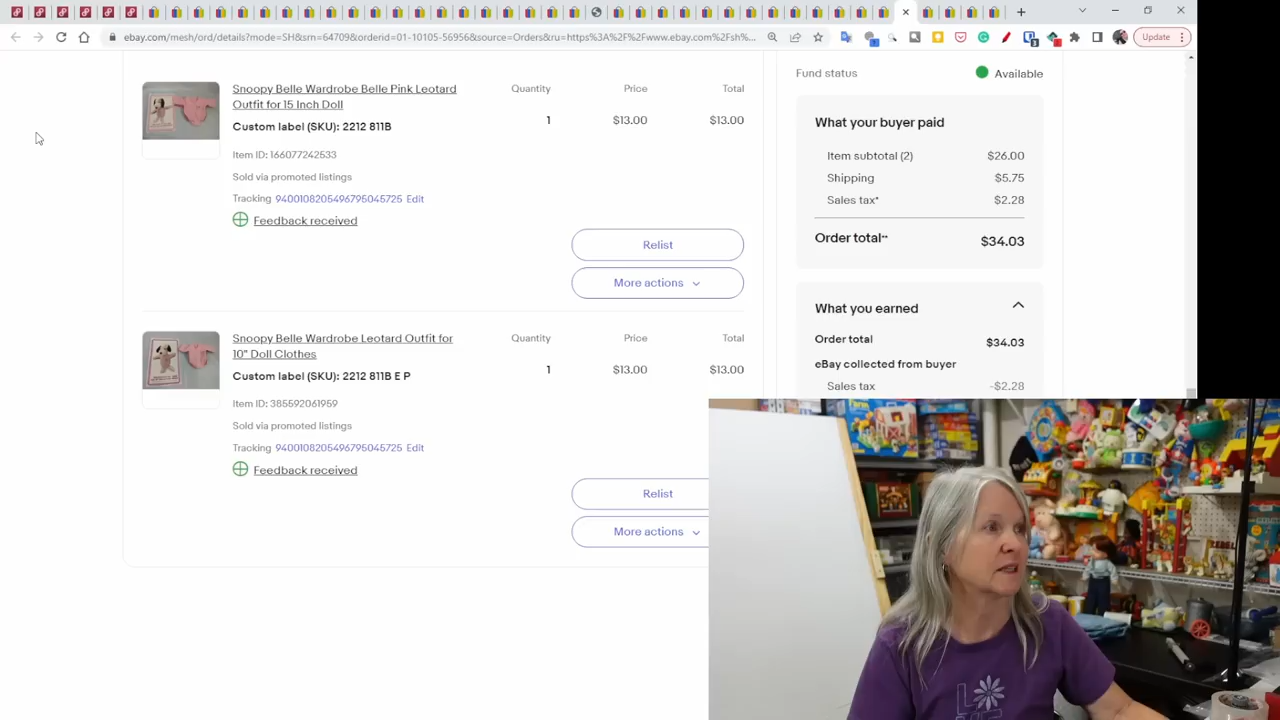 ebay.com/mesh/ord/details?mode=SH&srn=64709&orderid=01-10105-56956&source=Orders&ru=https%3A%2F%2Fwww.ebay.com%2Fsh%...
Update
Snoopy Belle Wardrobe Belle Pink Leotard
Outfit for 15 Inch Doll
Custom label (SKU): 2212 811B
Item ID: 166077242533
Sold via promoted listings
Tracking 9400108205496795045725 Edit
Feedback received
Quantity Price Total
1 $13.00 $13.00
Relist
More actions
Snoopy Belle Wardrobe Leotard Outfit for
10" Doll Clothes
Custom label (SKU): 2212 811B E P
Item ID: 385592061959
Sold via promoted listings
Tracking 9400108205496795045725 Edit
Feedback received
Quantity Price Total
1 $13.00 $13.00
Relist
More actions
Fund status Available
What your buyer paid
Item subtotal (2) $26.00
Shipping $5.75
Sales tax* $2.28
Order total** $34.03
What you earned
Order total $34.03
eBay collected from buyer
Sales tax -$2.28